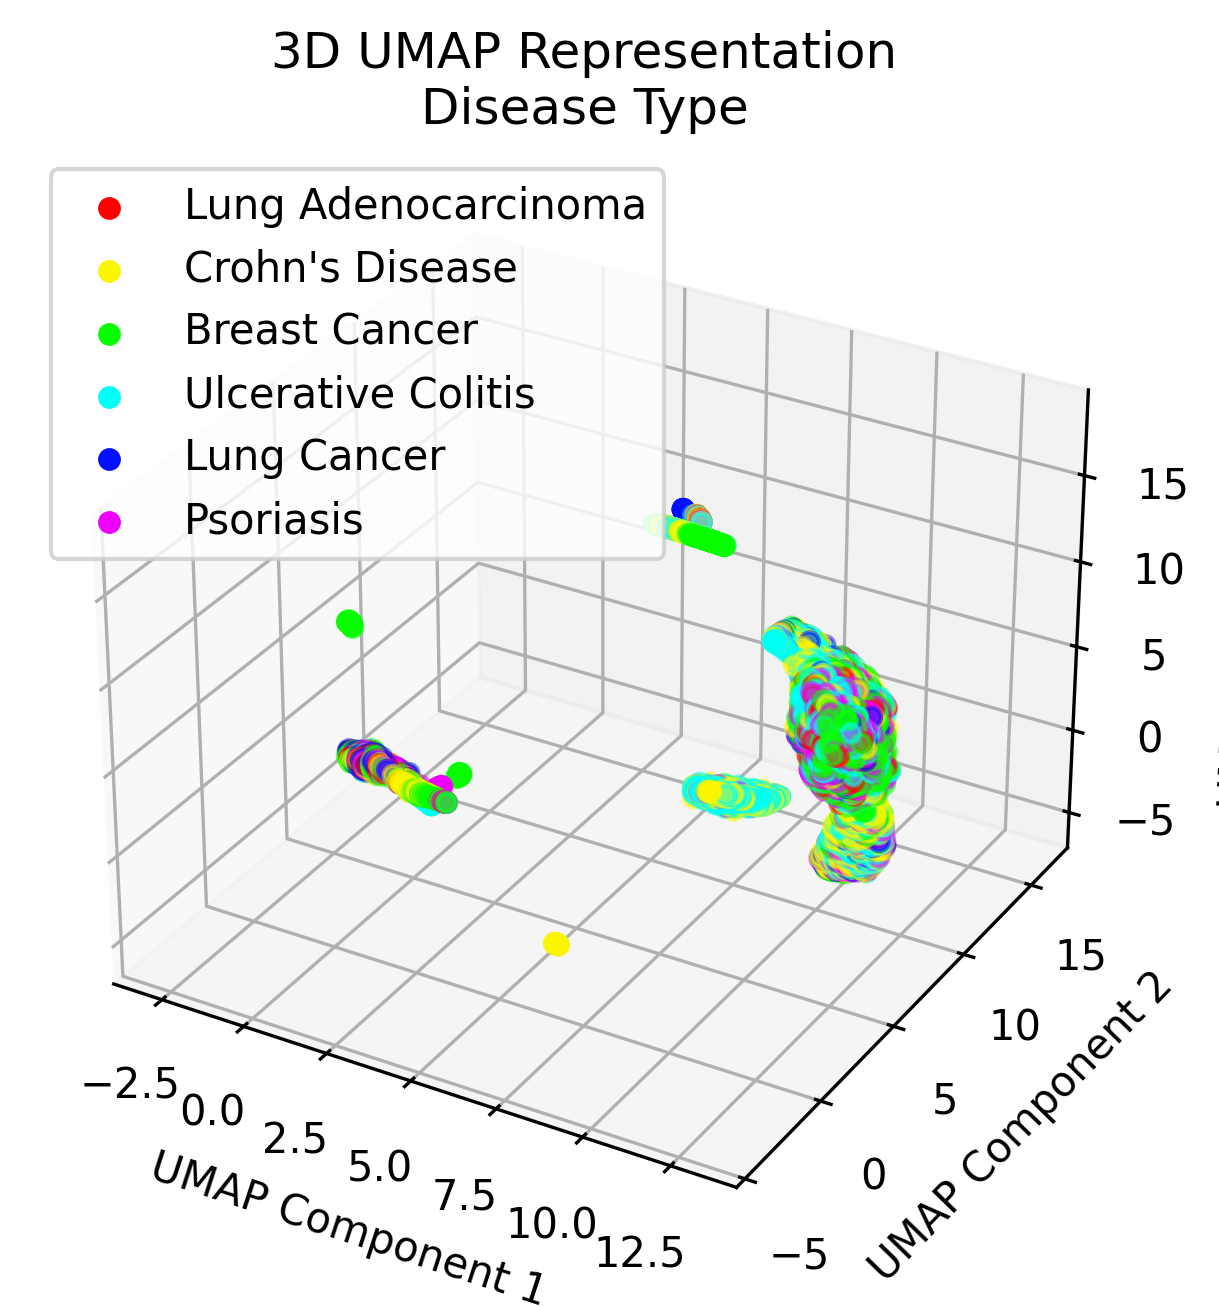 3D UMAP Representation
Disease Type
Lung Adenocarcinoma
Crohn's Disease
Breast Cancer
Ulcerative Colitis
Lung Cancer
Psoriasis
15
10
5
0
−5
15
10
5
0
−5
−2.5
0.0
2.5
5.0
7.5
10.0
12.5
UMAP Component 1
UMAP Component 2